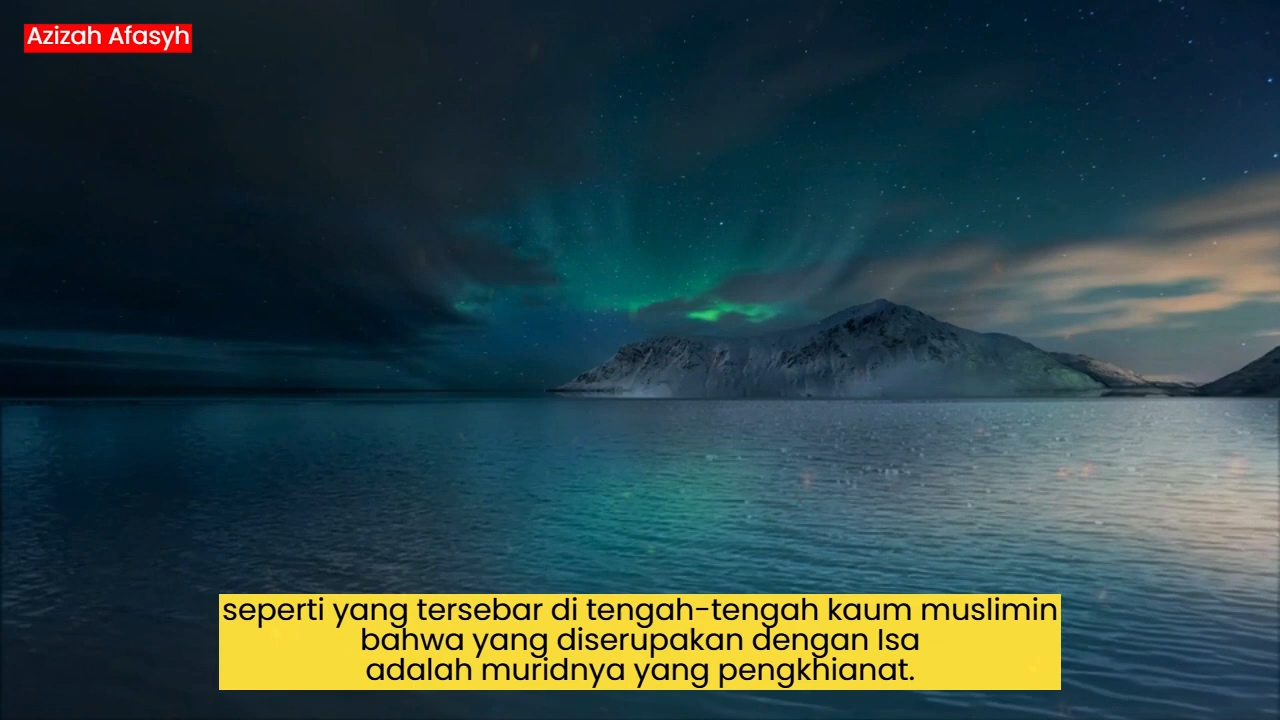 Azizah Afasyh
seperti yang tersebar di tengah-tengah kaum muslimin
bahwa yang diserupakan dengan Isa
adalah muridnya yang pengkhianat.